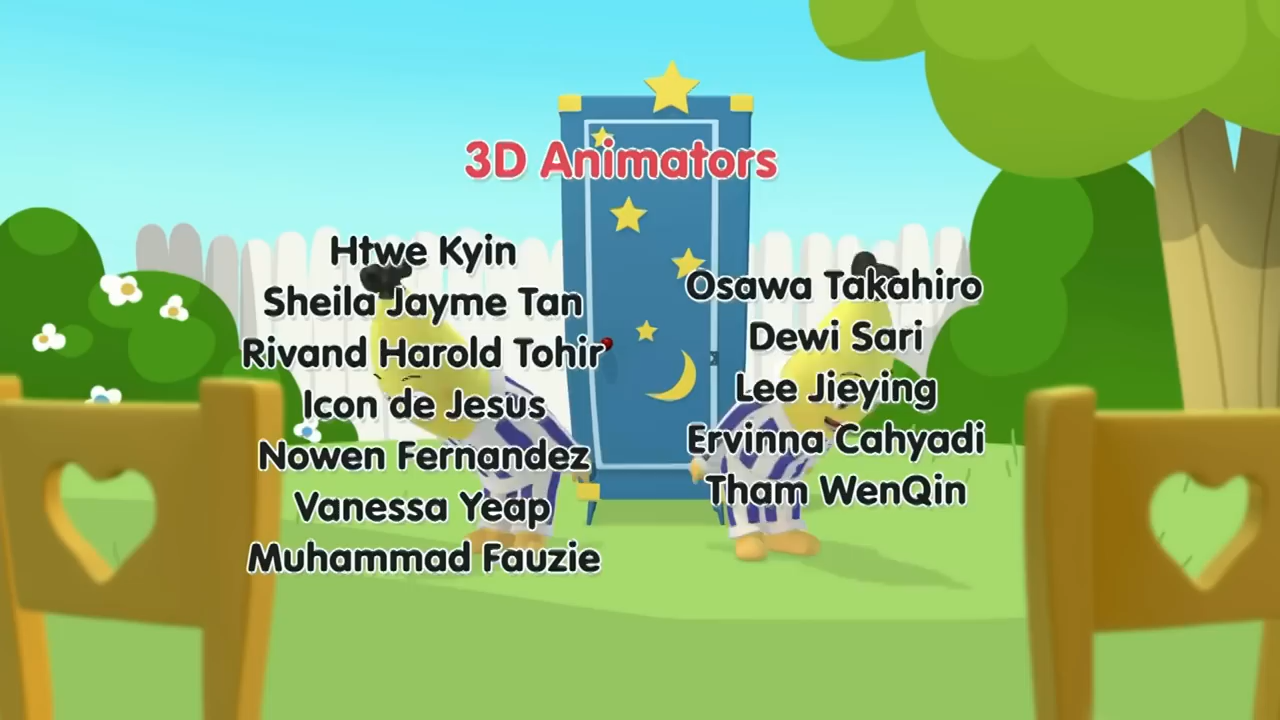 3D Animators
Htwe Kyin
Sheila Jayme Tan
Rivand Harold Tohir
Icon de Jesus
Nowen Fernandez
Vanessa Yeap
Muhammad Fauzie
Osawa Takahiro
Dewi Sari
Lee Jieying
Ervinna Cahyadi
Tham WenQin